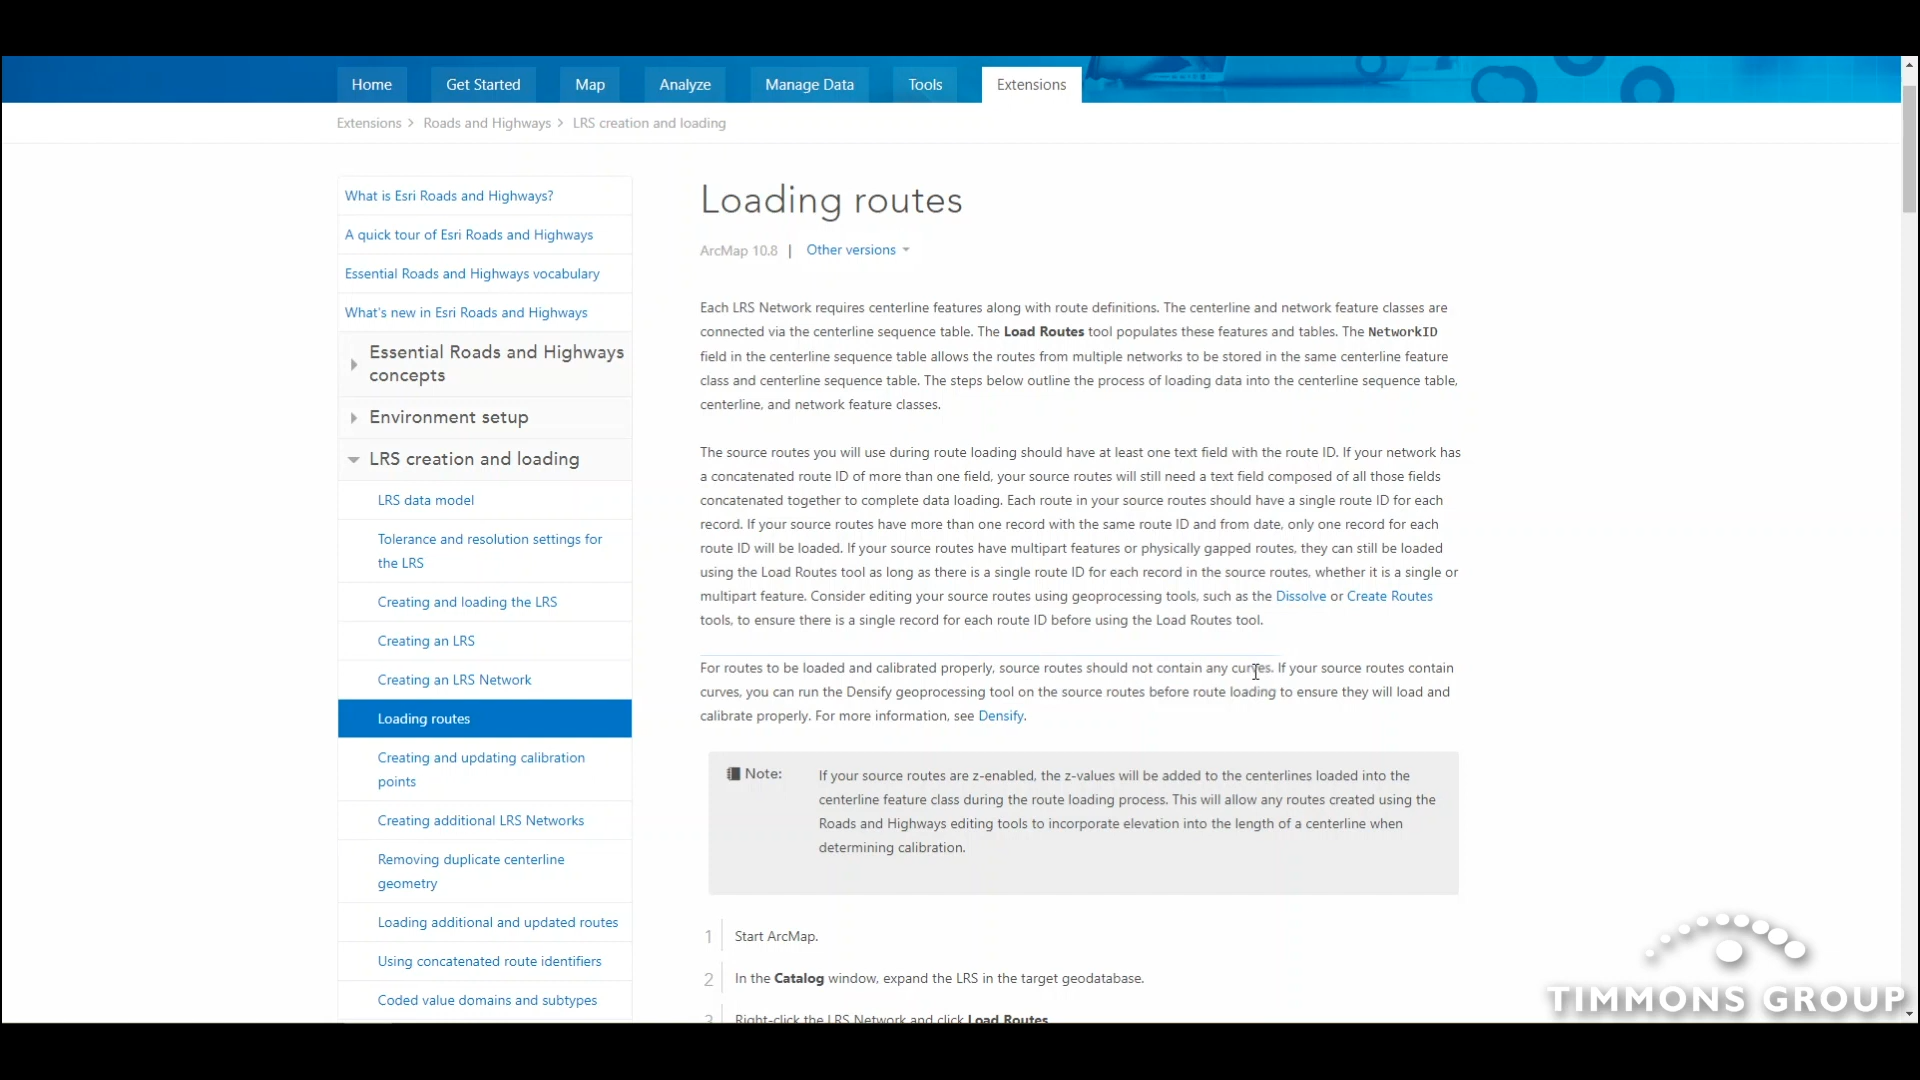 Home Get Started Map Analyze Manage Data Tools Extensions
Extensions > Roads and Highways > LRS creation and loading
What is Esri Roads and Highways?
A quick tour of Esri Roads and Highways
Essential Roads and Highways vocabulary
What's new in Esri Roads and Highways
Essential Roads and Highways
concepts
Environment setup
LRS creation and loading
LRS data model
Tolerance and resolution settings for
the LRS
Creating and loading the LRS
Creating an LRS
Creating an LRS Network
Loading routes
Creating and updating calibration
points
Creating additional LRS Networks
Removing duplicate centerline
geometry
Loading additional and updated routes
Using concatenated route identifiers
Coded value domains and subtypes
Loading routes
ArcMap 10.8 | Other versions
Each LRS Network requires centerline features along with route definitions. The centerline and network feature classes are
connected via the centerline sequence table. The Load Routes tool populates these features and tables. The NetworkID
field in the centerline sequence table allows the routes from multiple networks to be stored in the same centerline feature
class and centerline sequence table. The steps below outline the process of loading data into the centerline sequence table,
centerline, and network feature classes.
The source routes you will use during route loading should have at least one text field with the route ID. If your network has
a concatenated route ID of more than one field, your source routes will still need a text field composed of all those fields
concatenated together to complete data loading. Each route in your source routes should have a single route ID for each
record. If your source routes have more than one record with the same route ID and from date, only one record for each
route ID will be loaded. If your source routes have multipart features or physically gapped routes, they can still be loaded
using the Load Routes tool as long as there is a single route ID for each record in the source routes, whether it is a single or
multipart feature. Consider editing your source routes using geoprocessing tools, such as the Dissolve or Create Routes
tools, to ensure there is a single record for each route ID before using the Load Routes tool.
For routes to be loaded and calibrated properly, source routes should not contain any curves. If your source routes contain
curves, you can run the Densify geoprocessing tool on the source routes before route loading to ensure they will load and
calibrate properly. For more information, see Densify.
Note: If your source routes are z-enabled, the z-values will be added to the centerlines loaded into the
centerline feature class during the route loading process. This will allow any routes created using the
Roads and Highways editing tools to incorporate elevation into the length of a centerline when
determining calibration.
1 Start ArcMap.
2 In the Catalog window, expand the LRS in the target geodatabase.
3 Right-click the LRS Network and click Load Routes
TIMMONS GROUP